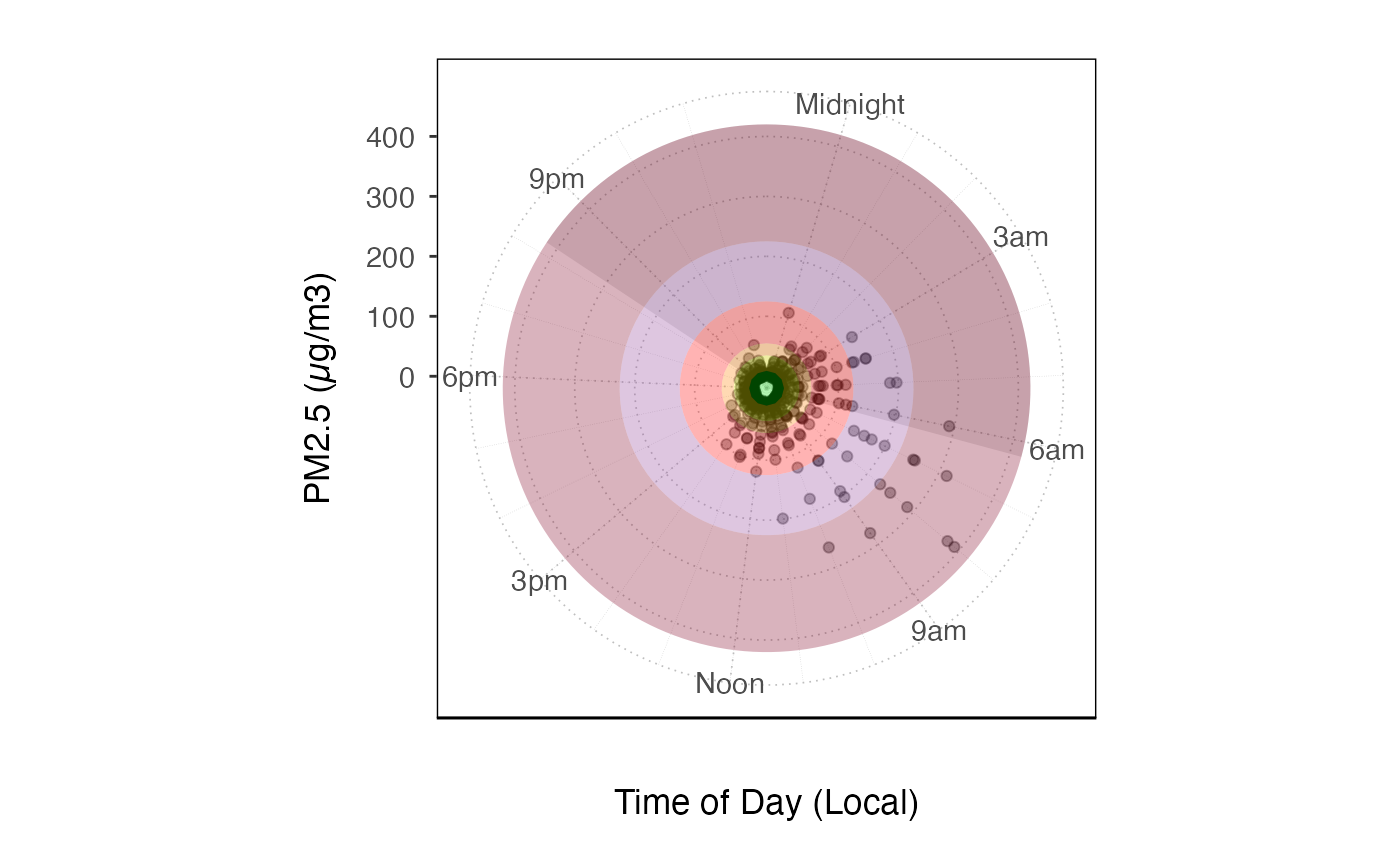 Midnight
400
9pm
300
3am
200
PM2.5 (μg/m3)
100
0
6pm
6am
3pm
9am
Noon
Time of Day (Local)